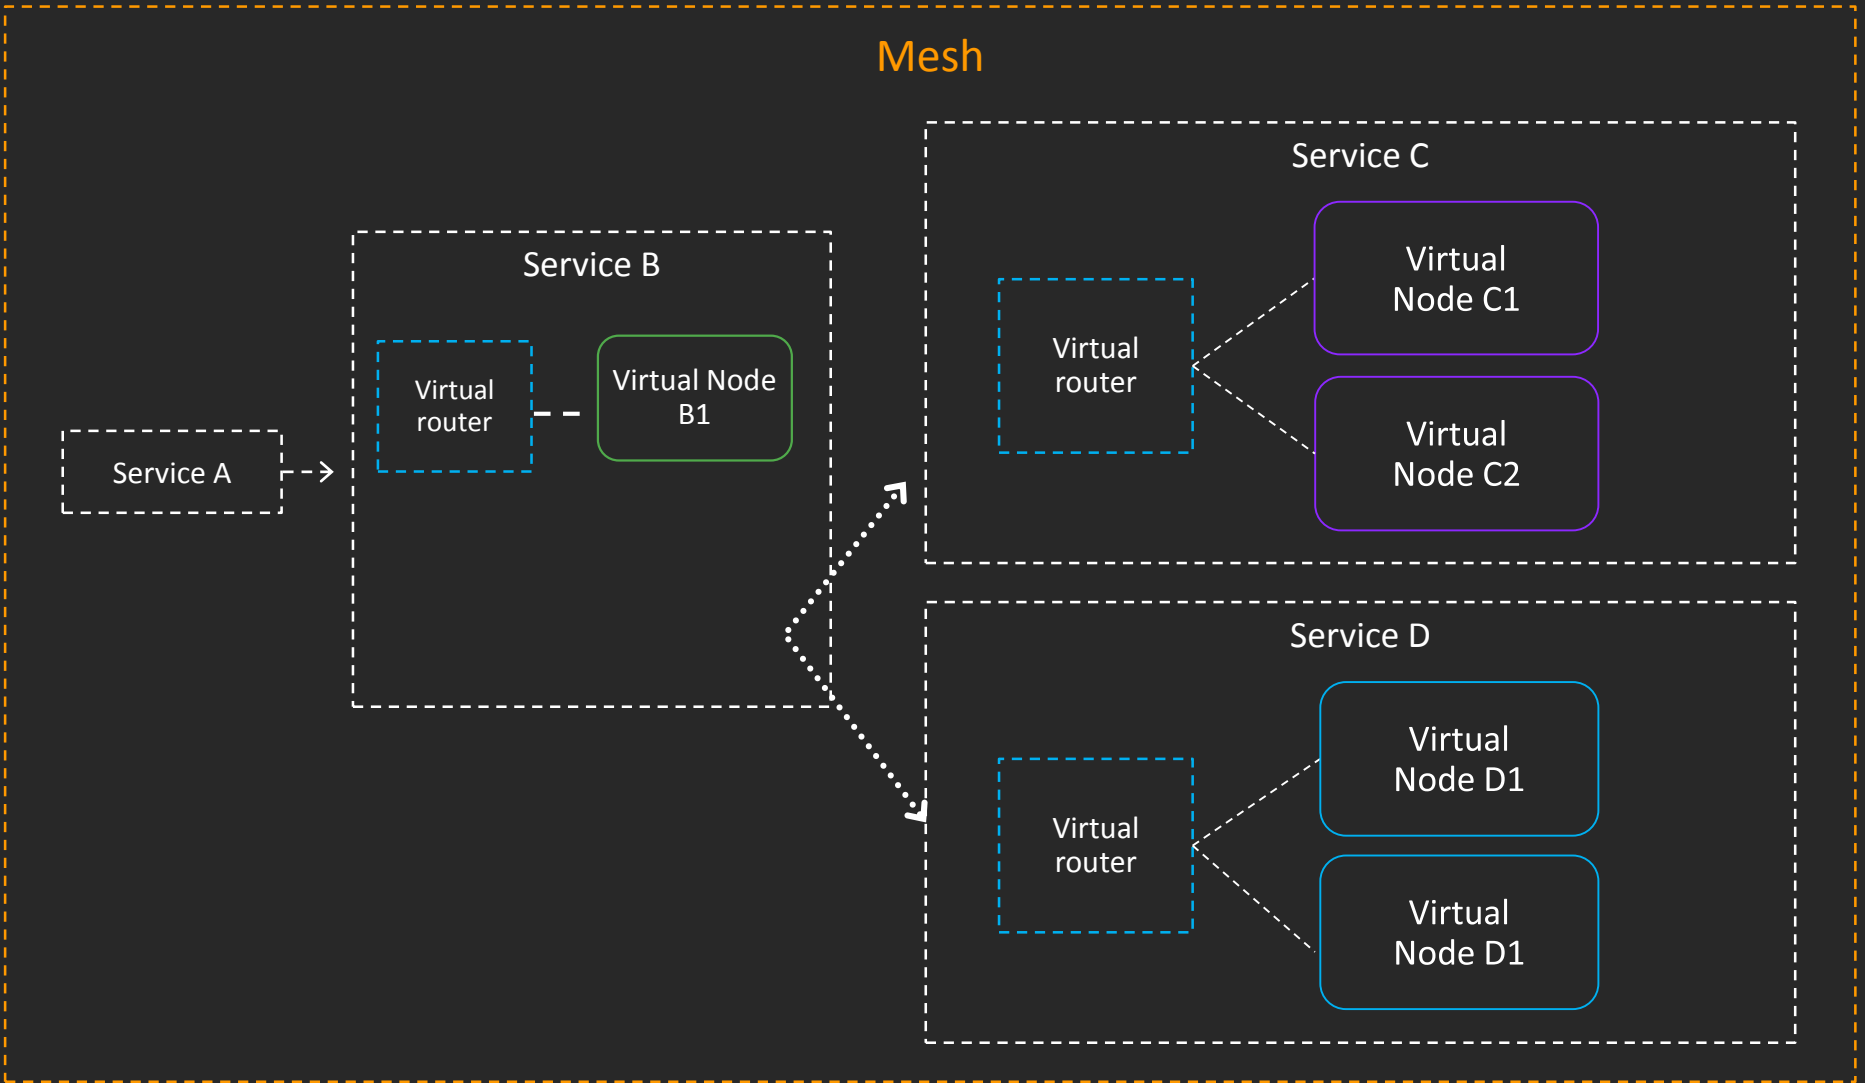 Mesh
Service A
Service B
Virtual
router
Virtual Node
B1
Service C
Virtual
router
Virtual
Node C1
Virtual
Node C2
Service D
Virtual
router
Virtual
Node D1
Virtual
Node D1